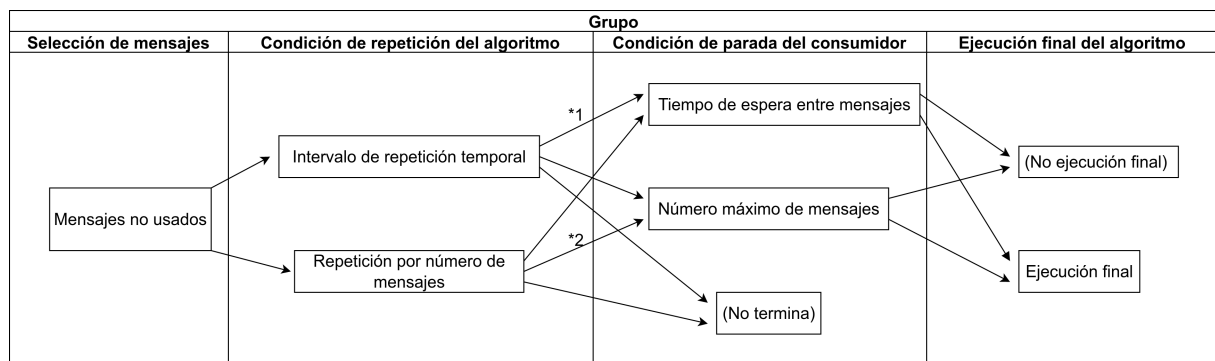 Grupo
Selección de mensajes
Condición de repetición del algoritmo
Condición de parada del consumidor
Ejecución final del algoritmo
Mensajes no usados
Intervalo de repetición temporal
Repetición por número de
mensajes
*1
*2
Tiempo de espera entre mensajes
Número máximo de mensajes
(No termina)
(No ejecución final)
Ejecución final